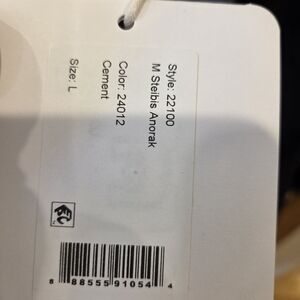 Style: 22100
M Steibis Anorak
Color: 24012
Cement
Size: L
8 88555 91054 4